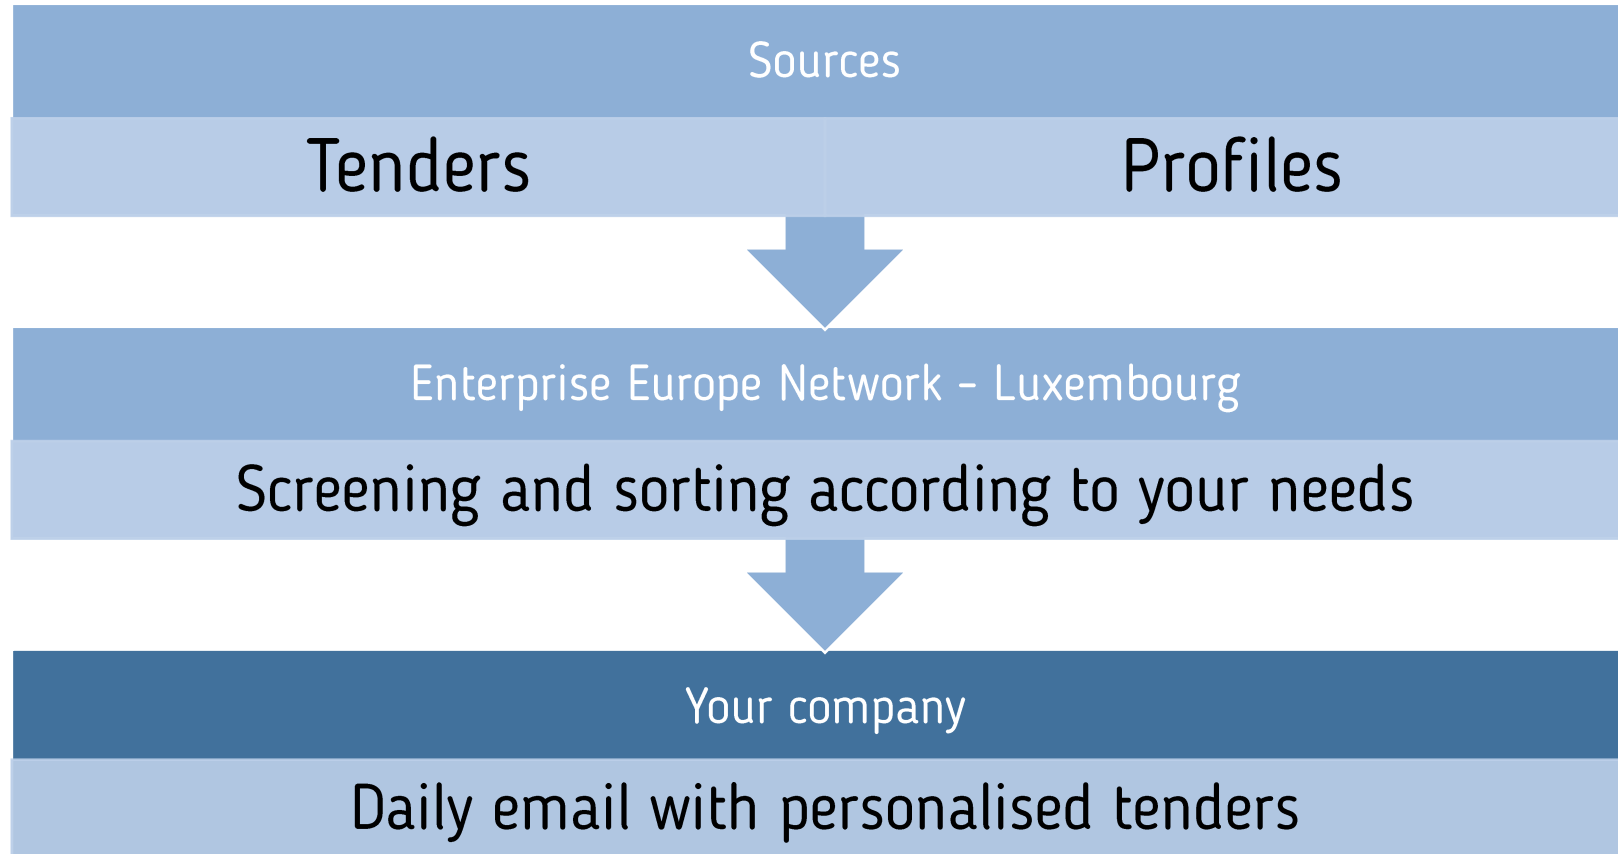 Sources
Tenders Profiles
Enterprise Europe Network – Luxembourg
Screening and sorting according to your needs
Your company
Daily email with personalised tenders